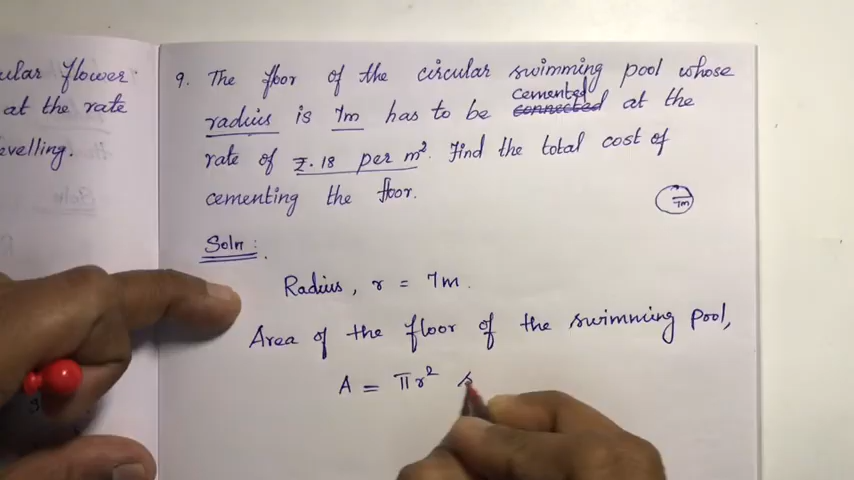 ular flower
at the rate
evelling.
9. The floor of the circular swimming pool whose
radius is 7m has to be cemented connected at the
rate of ₹. 18 per m². Find the total cost of
cementing the floor.
7m
Soln :
Radius, r = 7m.
Area of the floor of the swimming pool,
A = πr² s